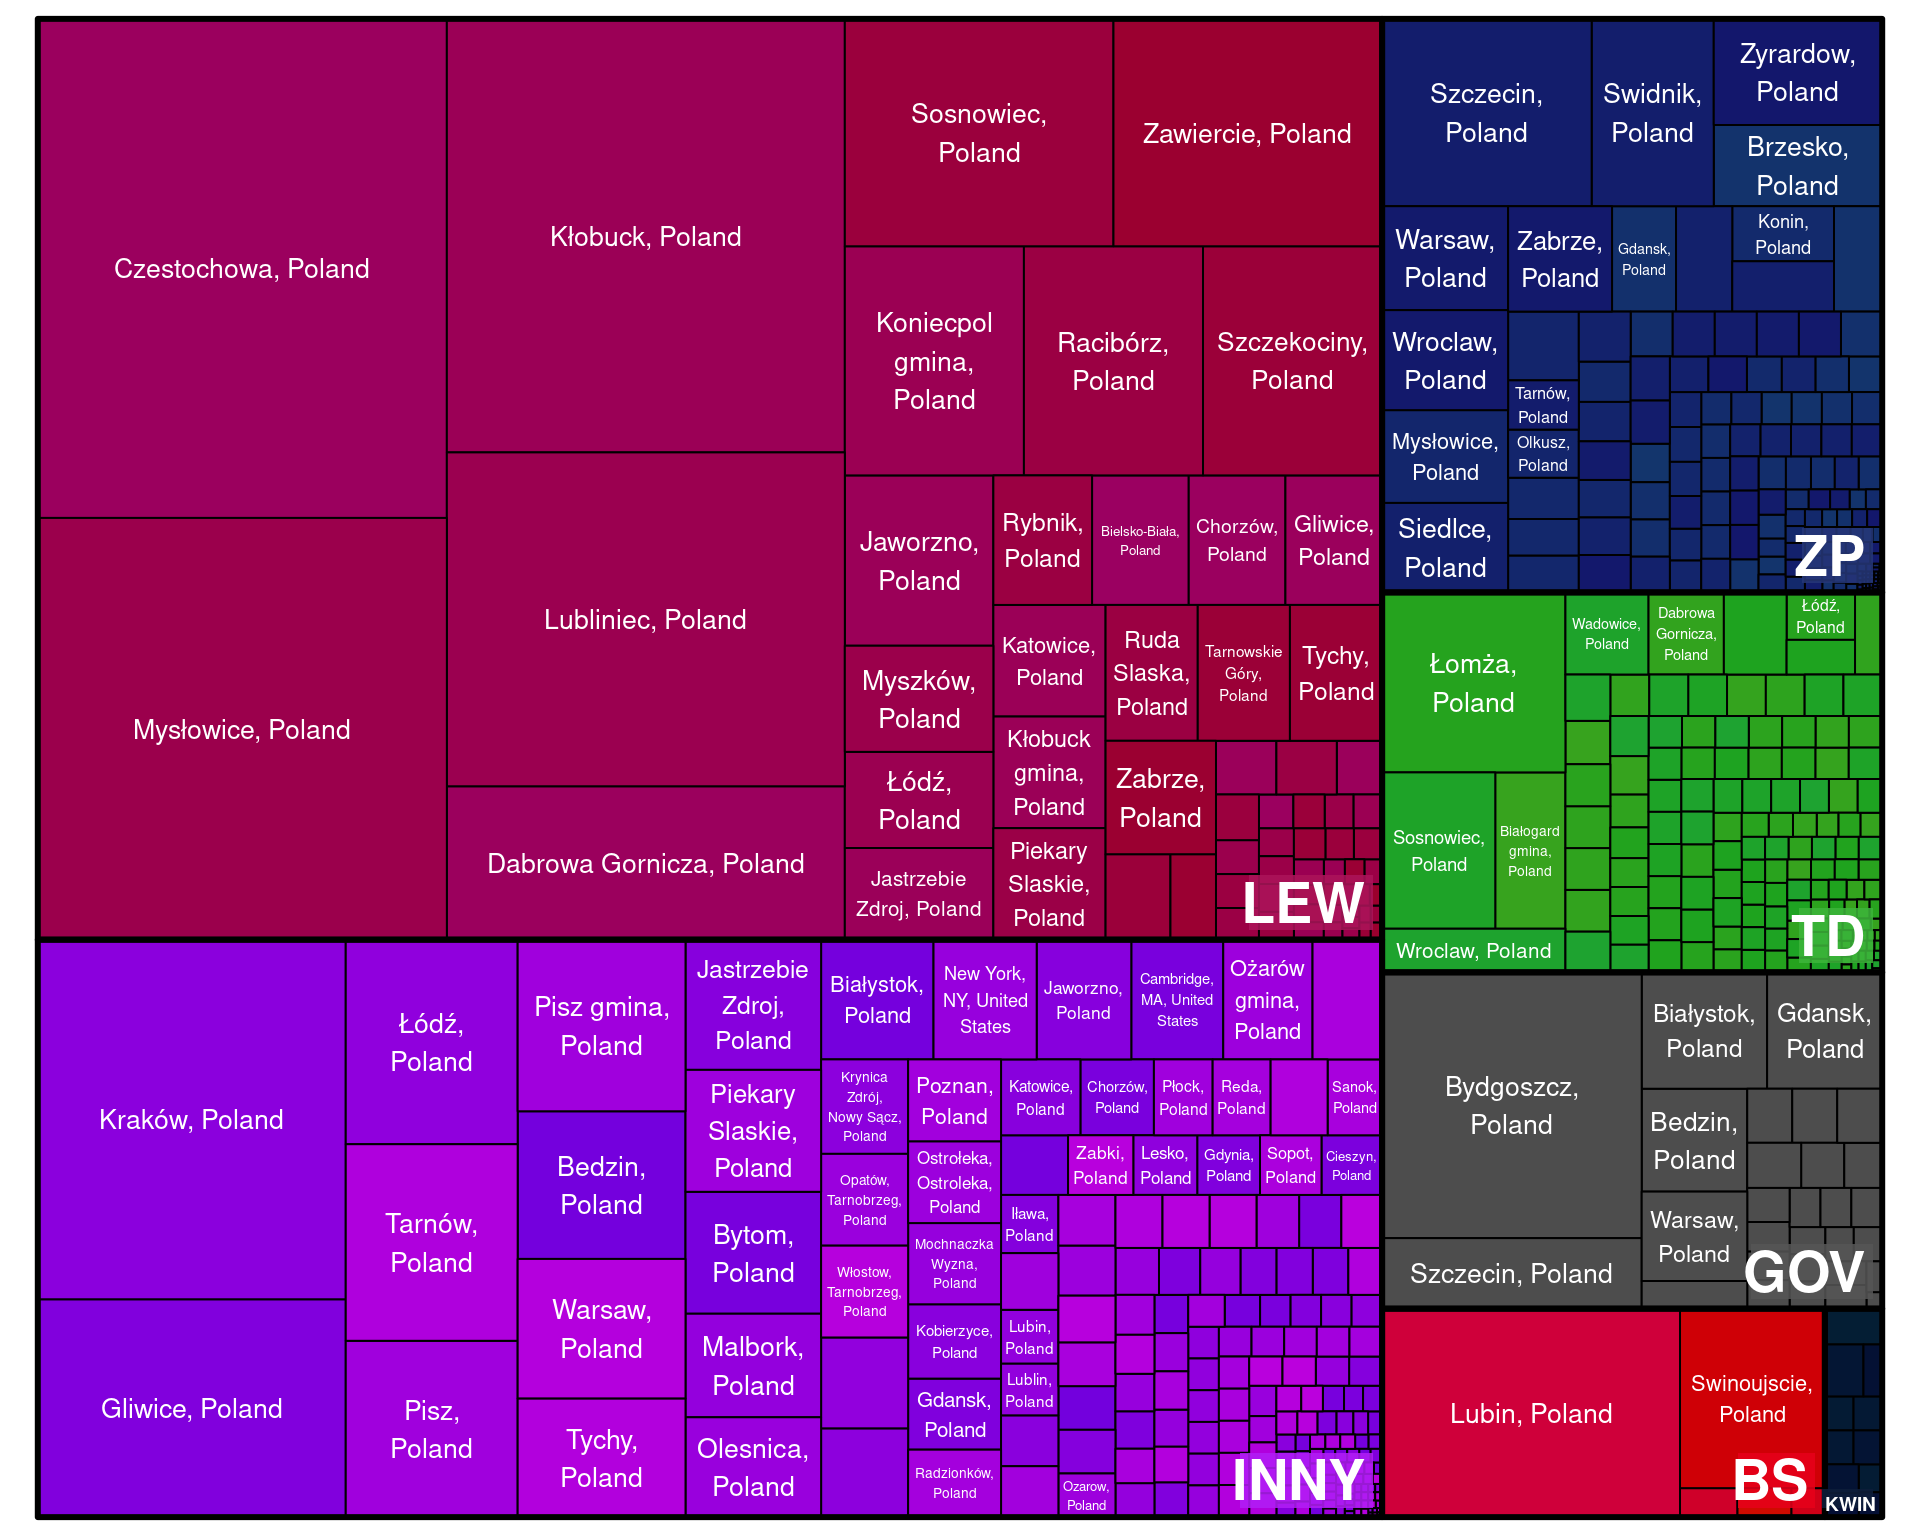 Czestochowa, Poland
Mysłowice, Poland
Kłobuck, Poland
Lubliniec, Poland
Dabrowa Gornicza, Poland
Sosnowiec,
Poland
Zawiercie, Poland
Koniecpol
gmina,
Poland
Racibórz,
Poland
Szczekociny,
Poland
Jaworzno,
Poland
Myszków,
Poland
Łódź,
Poland
Jastrzebie
Zdroj, Poland
Rybnik,
Poland
Bielsko-Biała,
Poland
Chorzów,
Poland
Gliwice,
Poland
Katowice,
Poland
Kłobuck
gmina,
Poland
Piekary
Slaskie,
Poland
Ruda
Slaska,
Poland
Tarnowskie
Góry,
Poland
Tychy,
Poland
Zabrze,
Poland
LEW
Szczecin,
Poland
Swidnik,
Poland
Zyrardow,
Poland
Brzesko,
Poland
Warsaw,
Poland
Zabrze,
Poland
Gdansk,
Poland
Konin,
Poland
Wroclaw,
Poland
Tarnów,
Poland
Olkusz,
Poland
Mysłowice,
Poland
Siedlce,
Poland
ZP
Łomża,
Poland
Wadowice,
Poland
Dabrowa
Gornicza,
Poland
Łódź,
Poland
Sosnowiec,
Poland
Białogard
gmina,
Poland
Wroclaw, Poland
TD
Bydgoszcz,
Poland
Szczecin, Poland
Białystok,
Poland
Gdansk,
Poland
Bedzin,
Poland
Warsaw,
Poland
GOV
Lubin, Poland
Swinoujscie,
Poland
BS
KWIN
Kraków, Poland
Gliwice, Poland
Łódź,
Poland
Tarnów,
Poland
Pisz,
Poland
Pisz gmina,
Poland
Bedzin,
Poland
Warsaw,
Poland
Tychy,
Poland
Jastrzebie
Zdroj,
Poland
Piekary
Slaskie,
Poland
Bytom,
Poland
Malbork,
Poland
Olesnica,
Poland
Białystok,
Poland
New York,
NY, United
States
Jaworzno,
Poland
Cambridge,
MA, United
States
Ożarów
gmina,
Poland
Krynica
Zdrój,
Nowy Sącz,
Poland
Opatów,
Tarnobrzeg,
Poland
Włostow,
Tarnobrzeg,
Poland
Poznan,
Poland
Ostrołeka,
Ostroleka,
Poland
Mochnaczka
Wyzna,
Poland
Kobierzyce,
Poland
Gdansk,
Poland
Radzionków,
Poland
Katowice,
Poland
Chorzów,
Poland
Płock,
Poland
Reda,
Poland
Sanok,
Poland
Zabki,
Poland
Lesko,
Poland
Gdynia,
Poland
Sopot,
Poland
Cieszyn,
Poland
Iława,
Poland
Lubin,
Poland
Lublin,
Poland
Ozarow,
Poland
INNY